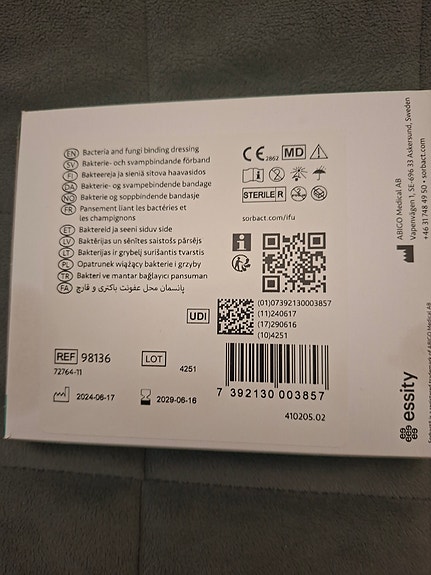 EN Bacteria and fungi binding dressing
SV Bakterie- och svampbindande förband
FI Bakteereja ja sieniä sitova haavasidos
DA Bakterie- og svampebindende bandage
NO Bakterie og soppbindende bandasje
FR Pansement liant les bactéries et
les champignons
ET Baktereid ja seeni siduv side
LV Baktērijas un sēnītes saistošs pārsējs
LT Bakterijas ir grybelį surišantis tvarstis
PL Opatrunek wiążący bakterie i grzyby
TR Bakteri ve mantar bağlayıcı pansuman
FA پانسمان محل عفونت باکتری و قارچ
CE 2862 MD
STERILE R
sorbact.com/ifu
UDI
(01)07392130003857
(11)240617
(17)290616
(10)4251
REF 98136
72764-11
LOT
4251
2024-06-17
2029-06-16
7 392130 003857
410205.02
ABIGO Medical AB
Vapenvägen 1, SE-696 33 Askersund, Sweden
+46 31 748 49 50 • sorbact.com
essity